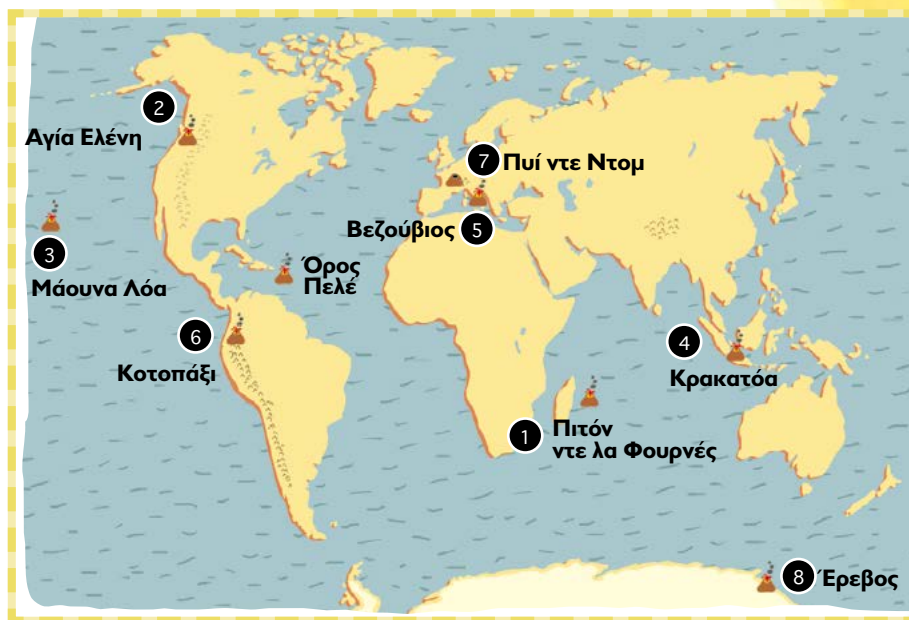 2
Αγία Ελένη
7 Πυί ντε Ντομ
Βεζούβιος 5
3
Μάουνα Λόα
Όρος
Πελέ
6
Κοτοπάξι
4
Κρακατόα
1 Πιτόν
ντε λα Φουρνές
8 Έρεβος